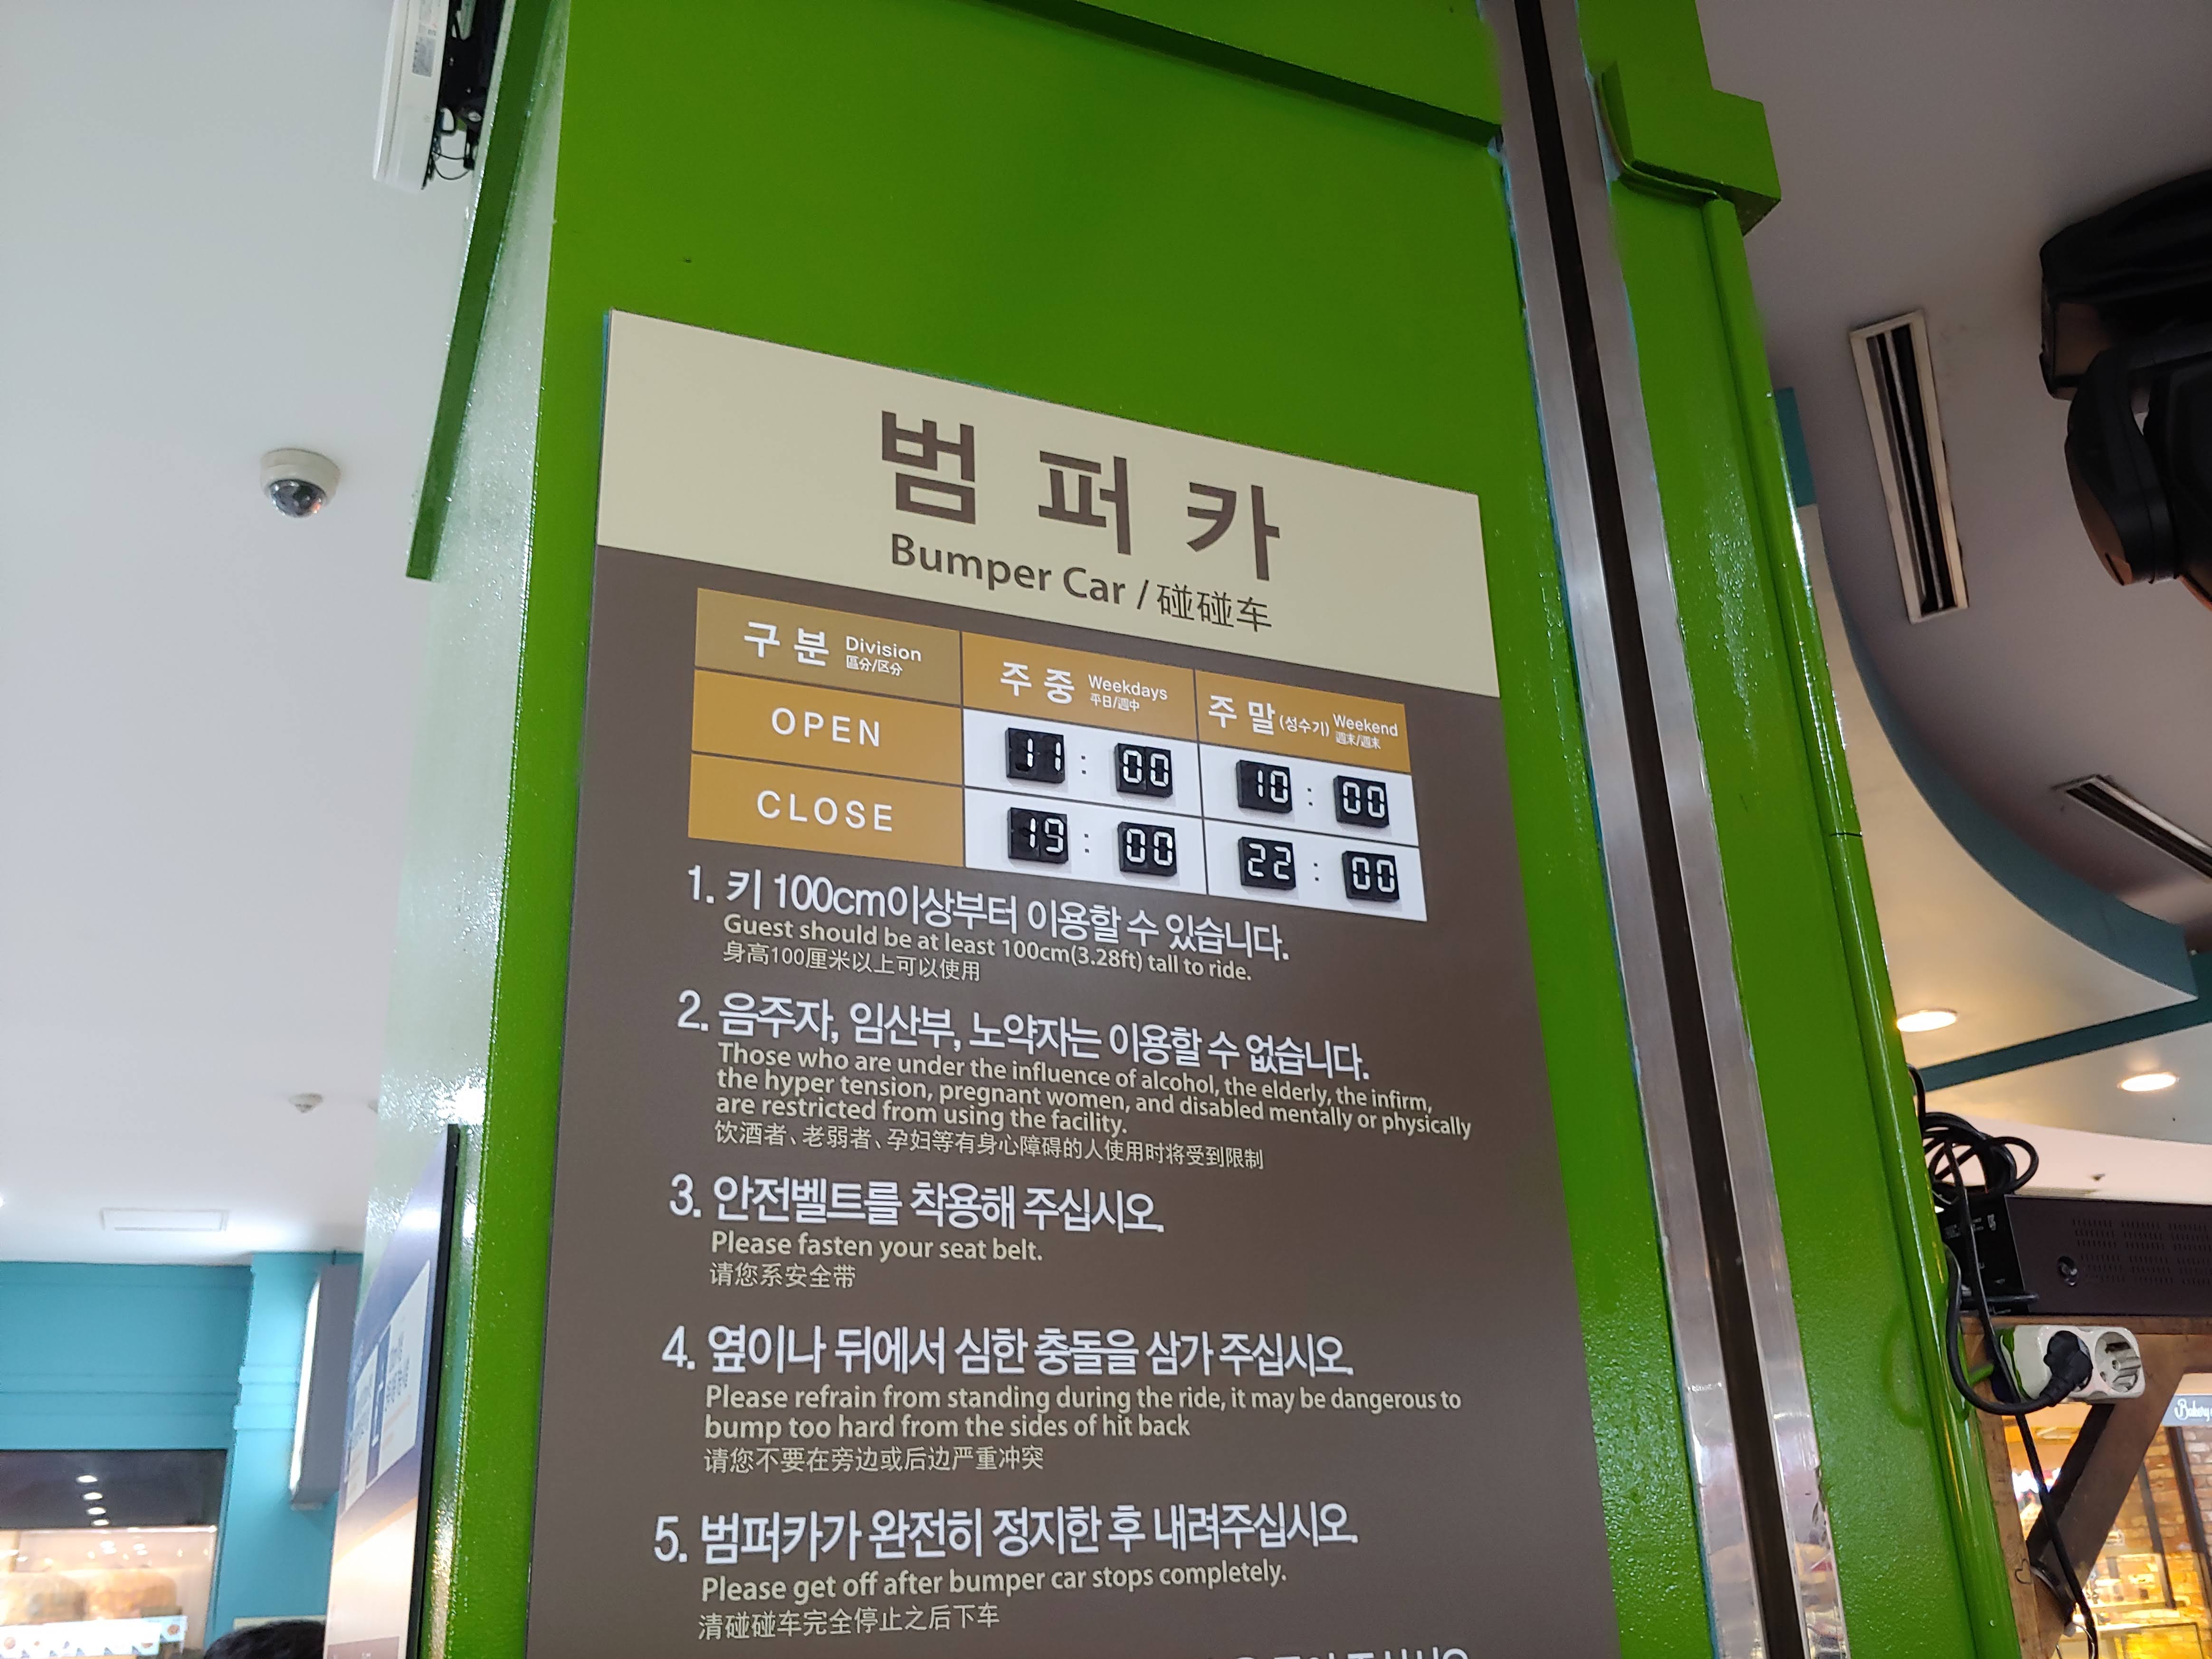 범퍼카
Bumper Car / 碰碰车
구분 Division 區分/区分
주중 Weekdays 平日/週中
주말(성수기) Weekend 週末/週末
OPEN 11 : 00 10 : 00
CLOSE 19 : 00 22 : 00
1. 키 100cm이상부터 이용할 수 있습니다.
Guest should be at least 100cm(3.28ft) tall to ride.
身高100厘米以上可以使用
2. 음주자, 임산부, 노약자는 이용할 수 없습니다.
Those who are under the influence of alcohol, the elderly, the infirm,
the hyper tension, pregnant women, and disabled mentally or physically
are restricted from using the facility.
饮酒者、老弱者、孕妇等有身心障碍的人使用时将受到限制
3. 안전벨트를 착용해 주십시오.
Please fasten your seat belt.
请您系安全带
4. 옆이나 뒤에서 심한 충돌을 삼가 주십시오.
Please refrain from standing during the ride, it may be dangerous to
bump too hard from the sides of hit back
请您不要在旁边或后边严重冲突
5. 범퍼카가 완전히 정지한 후 내려주십시오.
Please get off after bumper car stops completely.
清碰碰车完全停止之后下车
Bakery